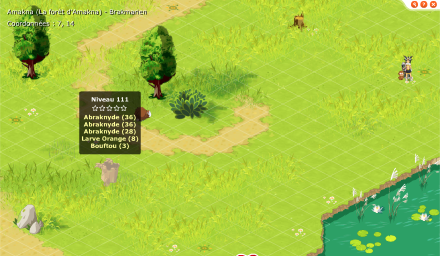 Amakna (La forêt d'Amakna) - Brakmarien
Coordonnées : 7, 14
Niveau 111
Abraknyde (36)
Abraknyde (36)
Abraknyde (28)
Larve Orange (8)
Bouftou (3)